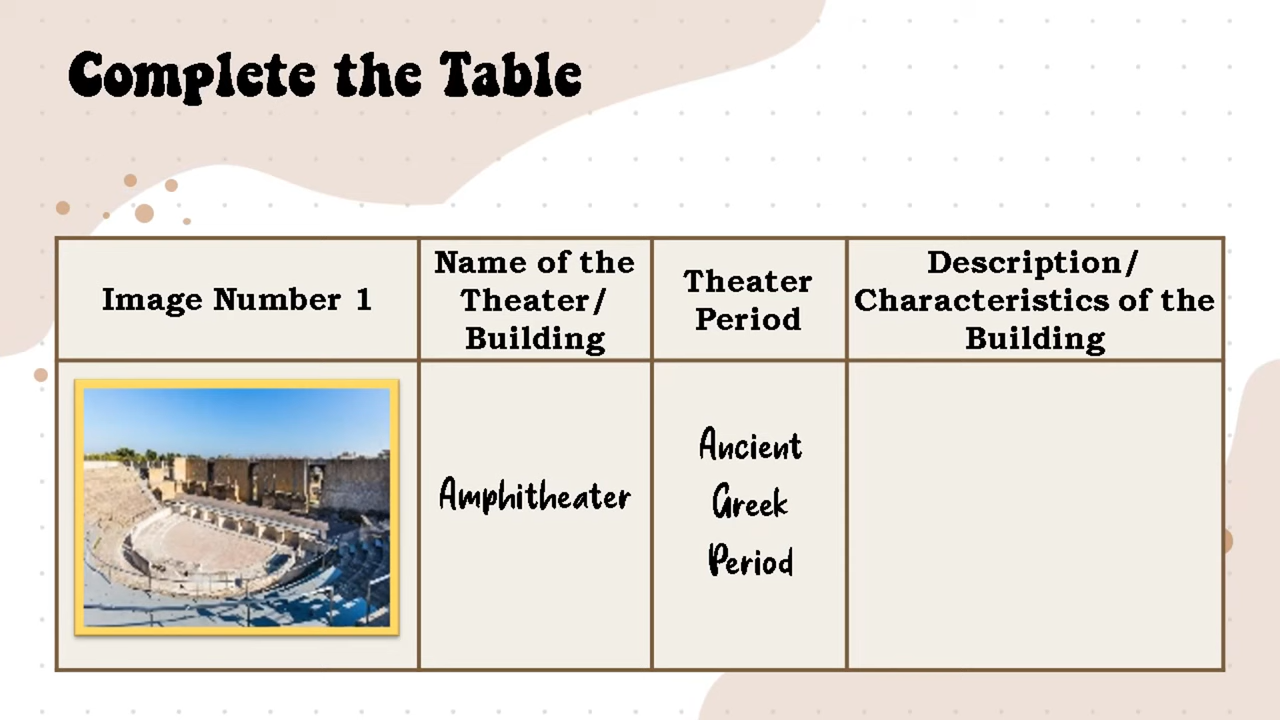 Complete the Table
Image Number 1
Name of the
Theater/
Building
Theater
Period
Description/
Characteristics of the
Building
Amphitheater
Ancient
Greek
Period